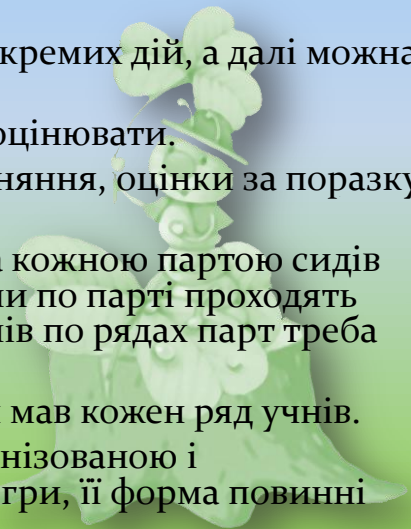 кремих дій, а далі можна
оцінювати.
няння, оцінки за поразку
кожною партою сидів
и по парті проходять
ів по рядах парт треба
мав кожен ряд учнів.
нізованою і
гри, її форма повинні